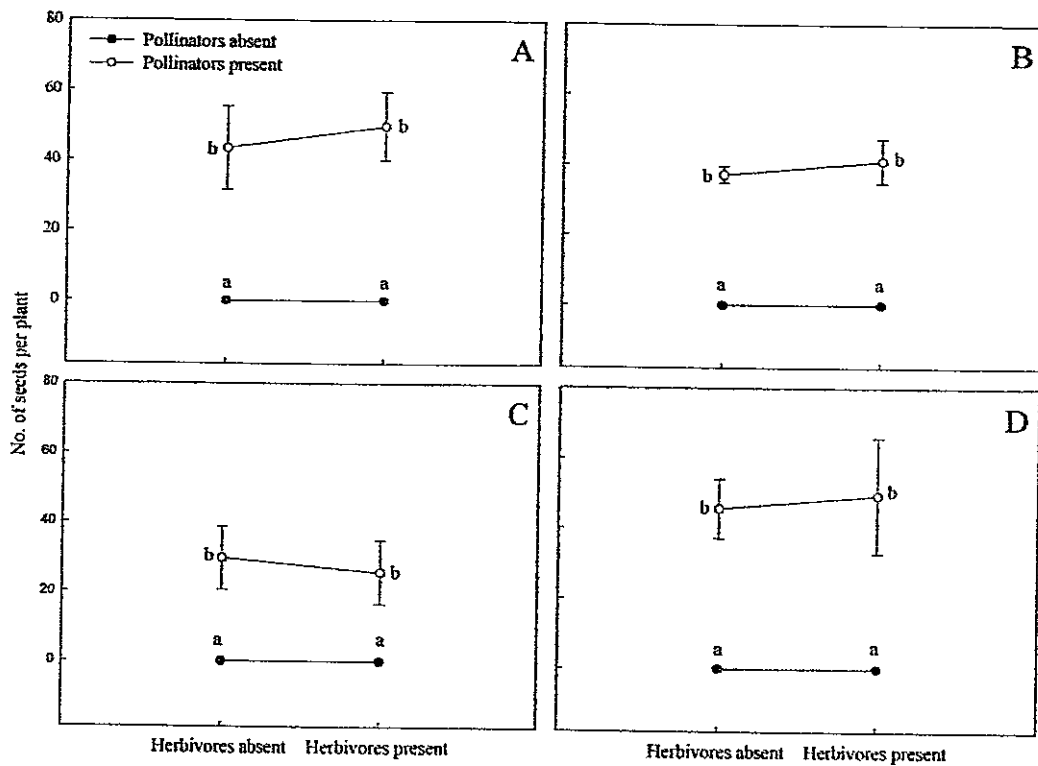 80
60
40
20
0
Pollinators absent
Pollinators present
A
b
b
a
a
B
b
b
a
a
No. of seeds per plant
80
60
40
20
0
C
b
b
a
a
D
b
b
a
a
Herbivores absent Herbivores present
Herbivores absent Herbivores present